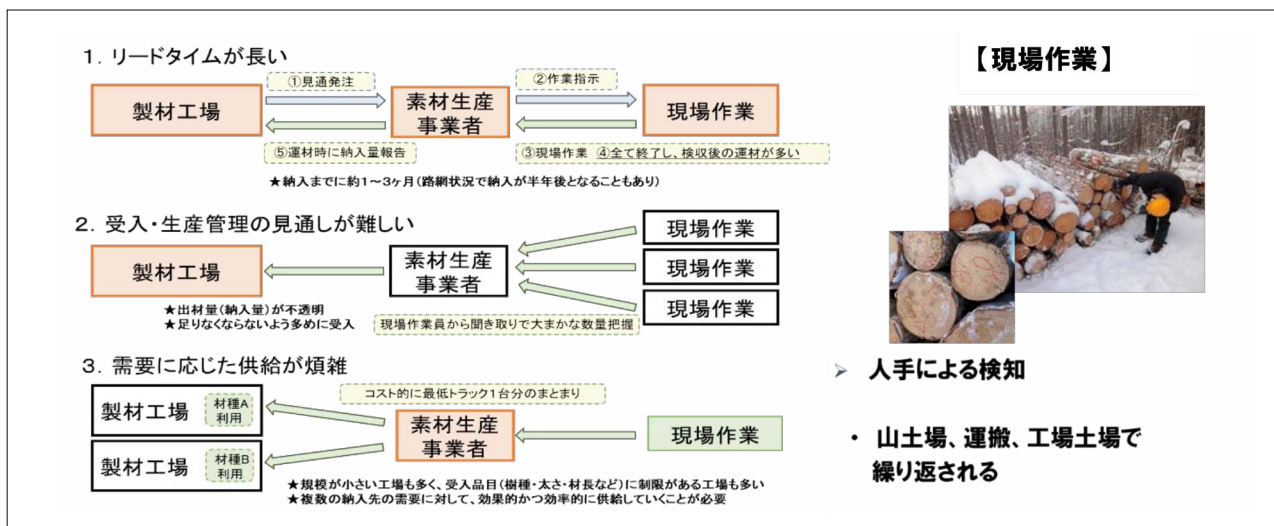 1．リードタイムが長い
①見通発注
②作業指示
製材工場
素材生産
事業者
現場作業
⑤運材時に納入量報告
③現場作業 ④全て終了し、検収後の運材が多い
★納入までに約1～3ヶ月(路網状況で納入が半年後となることもあり)
2．受入・生産管理の見通しが難しい
製材工場
素材生産
事業者
現場作業
現場作業
現場作業
★出材量(納入量)が不透明
★足りなくならないよう多めに受入
現場作業員から聞き取りで大まかな数量把握
3．需要に応じた供給が煩雑
コスト的に最低トラック1台分のまとまり
製材工場
材種A
利用
製材工場
材種B
利用
素材生産
事業者
現場作業
★規模が小さい工場も多く、受入品目(樹種・太さ・材長など)に制限がある工場も多い
★複数の納入先の需要に対して、効果的かつ効率的に供給していくことが必要
【現場作業】
➢ 人手による検知
• 山土場、運搬、工場土場で
繰り返される